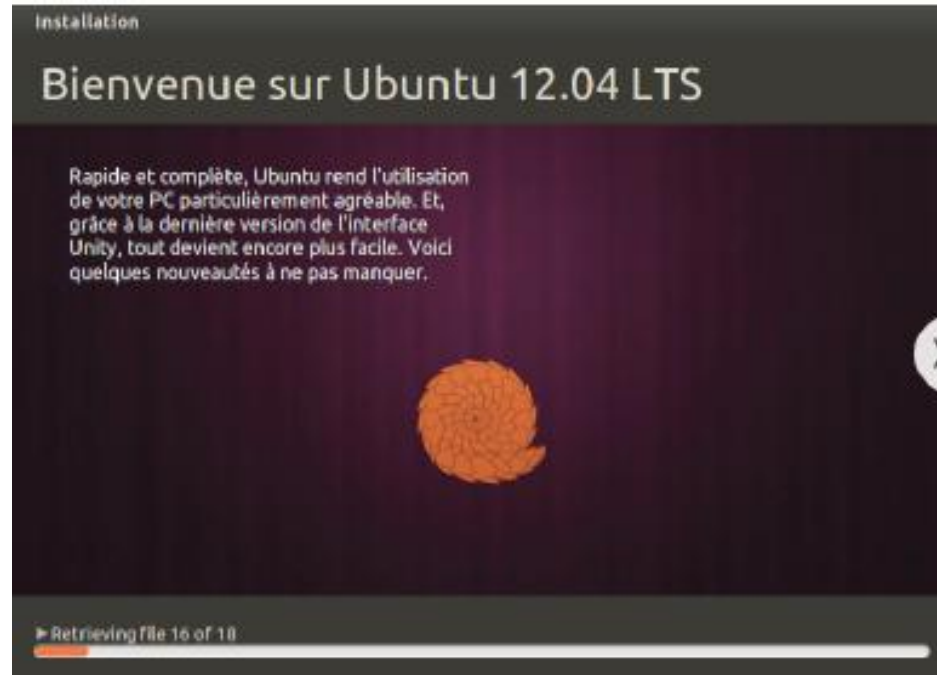 Installation
Bienvenue sur Ubuntu 12.04 LTS
Rapide et complète, Ubuntu rend l'utilisation
de votre PC particulièrement agréable. Et,
grâce à la dernière version de l'interface
Unity, tout devient encore plus facile. Voici
quelques nouveautés à ne pas manquer.
Retrieving file 16 of 18